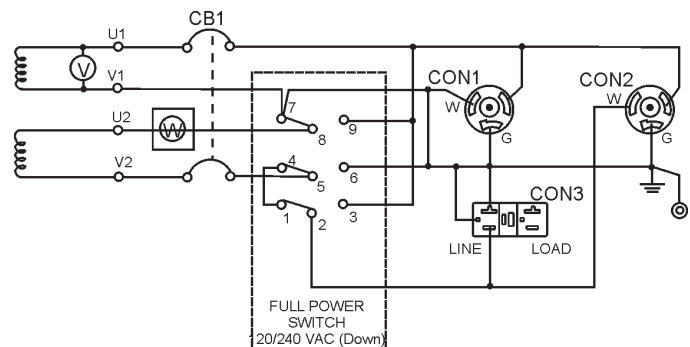 CB1
U1
V
V1
CON1
CON2
W
W
7
U2
G
G
W
9
8
V2
4
6
5
CON3
1
2
3
LINE
LOAD
FULL POWER
SWITCH
120/240 VAC (Down)